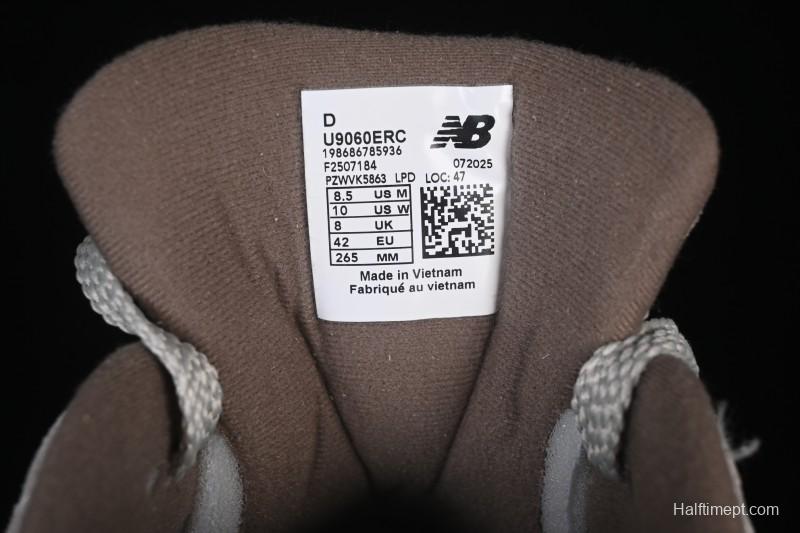 D
U9060ERC
198686785936
F2507184 072025
PZWVK5863 LPD LOC: 47
8.5 US M
10 US W
8 UK
42 EU
265 MM
Made in Vietnam
Fabriqué au vietnam
NB
Halftimept.com